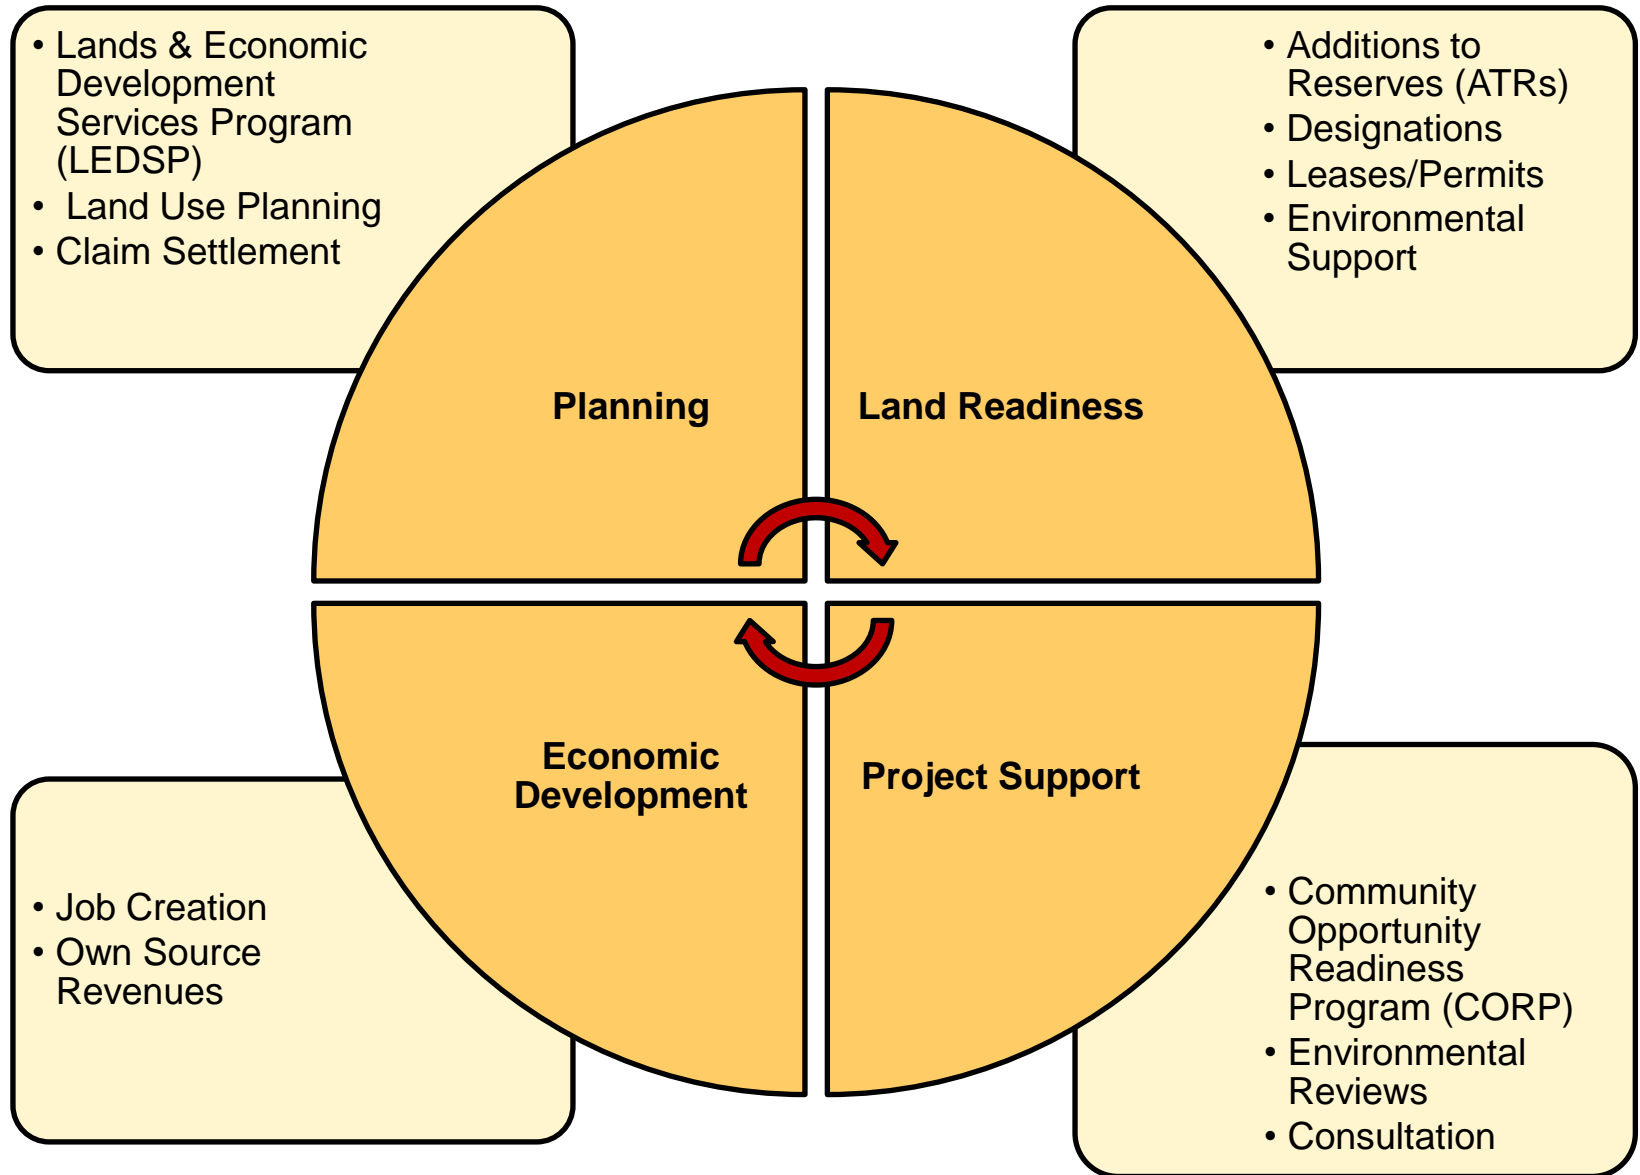 • Lands & Economic
Development
Services Program
(LEDSP)
• Land Use Planning
• Claim Settlement
• Additions to
Reserves (ATRs)
• Designations
• Leases/Permits
• Environmental
Support
Planning
Land Readiness
Economic
Development
Project Support
• Job Creation
• Own Source
Revenues
• Community
Opportunity
Readiness
Program (CORP)
• Environmental
Reviews
• Consultation